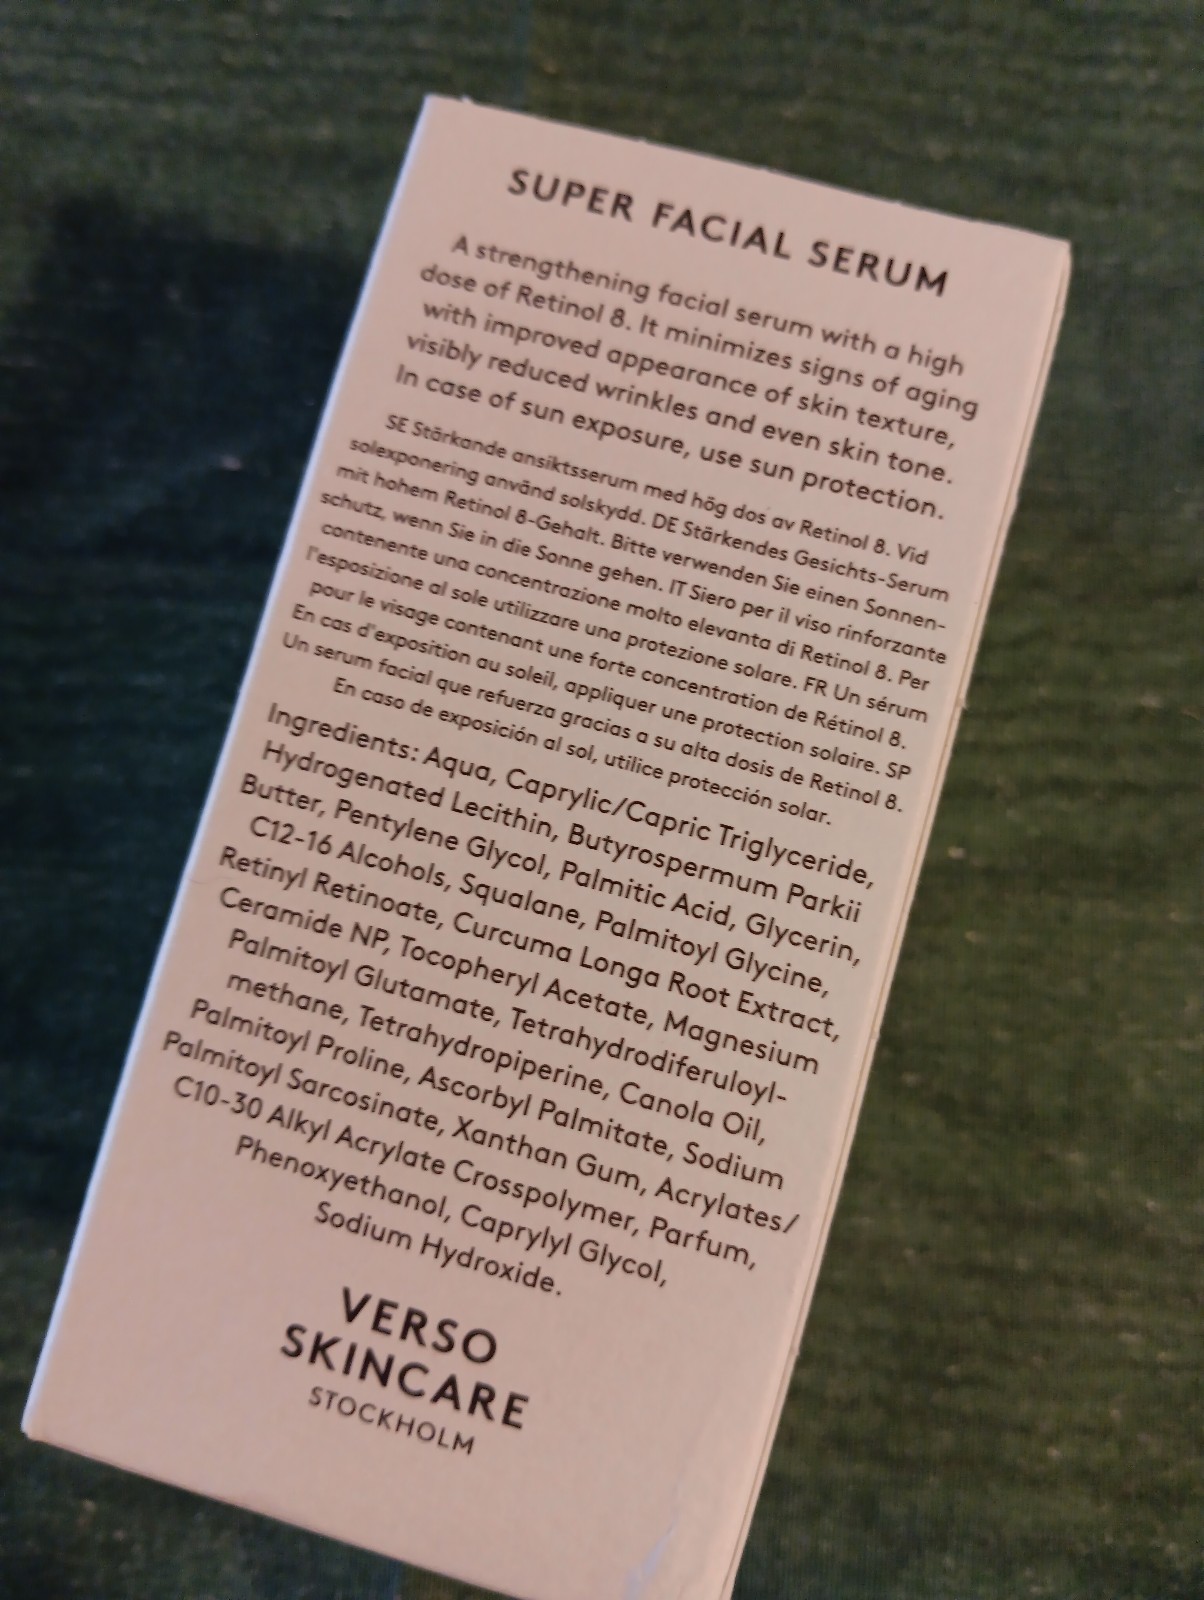 SUPER FACIAL SERUM
A strengthening facial serum with a high
dose of Retinol 8. It minimizes signs of aging
with improved appearance of skin texture,
visibly reduced wrinkles and even skin tone.
In case of sun exposure, use sun protection.
SE Stärkande ansiktsserum med hög dos av Retinol 8. Vid
solexponering använd solskydd. DE Stärkendes Gesichts-Serum
mit hohem Retinol 8-Gehalt. Bitte verwenden Sie einen Sonnen-
schutz, wenn Sie in die Sonne gehen. IT Siero per il viso rinforzante
contenente una concentrazione molto elevanta di Retinol 8. Per
l'esposizione al sole utilizzare una protezione solare. FR Un sérum
pour le visage contenant une forte concentration de Rétinol 8.
En cas d'exposition au soleil, appliquer une protection solaire. SP
Un serum facial que refuerza gracias a su alta dosis de Retinol 8.
En caso de exposición al sol, utilice protección solar.
Ingredients: Aqua, Caprylic/Capric Triglyceride,
Hydrogenated Lecithin, Butyrospermum Parkii
Butter, Pentylene Glycol, Palmitic Acid, Glycerin,
C12-16 Alcohols, Squalane, Palmitoyl Glycine,
Retinyl Retinoate, Curcuma Longa Root Extract,
Ceramide NP, Tocopheryl Acetate, Magnesium
Palmitoyl Glutamate, Tetrahydrodiferuloyl-
methane, Tetrahydropiperine, Canola Oil,
Palmitoyl Proline, Ascorbyl Palmitate, Sodium
Palmitoyl Sarcosinate, Xanthan Gum, Acrylates/
C10-30 Alkyl Acrylate Crosspolymer, Parfum,
Phenoxyethanol, Caprylyl Glycol,
Sodium Hydroxide.
VERSO
SKINCARE
STOCKHOLM